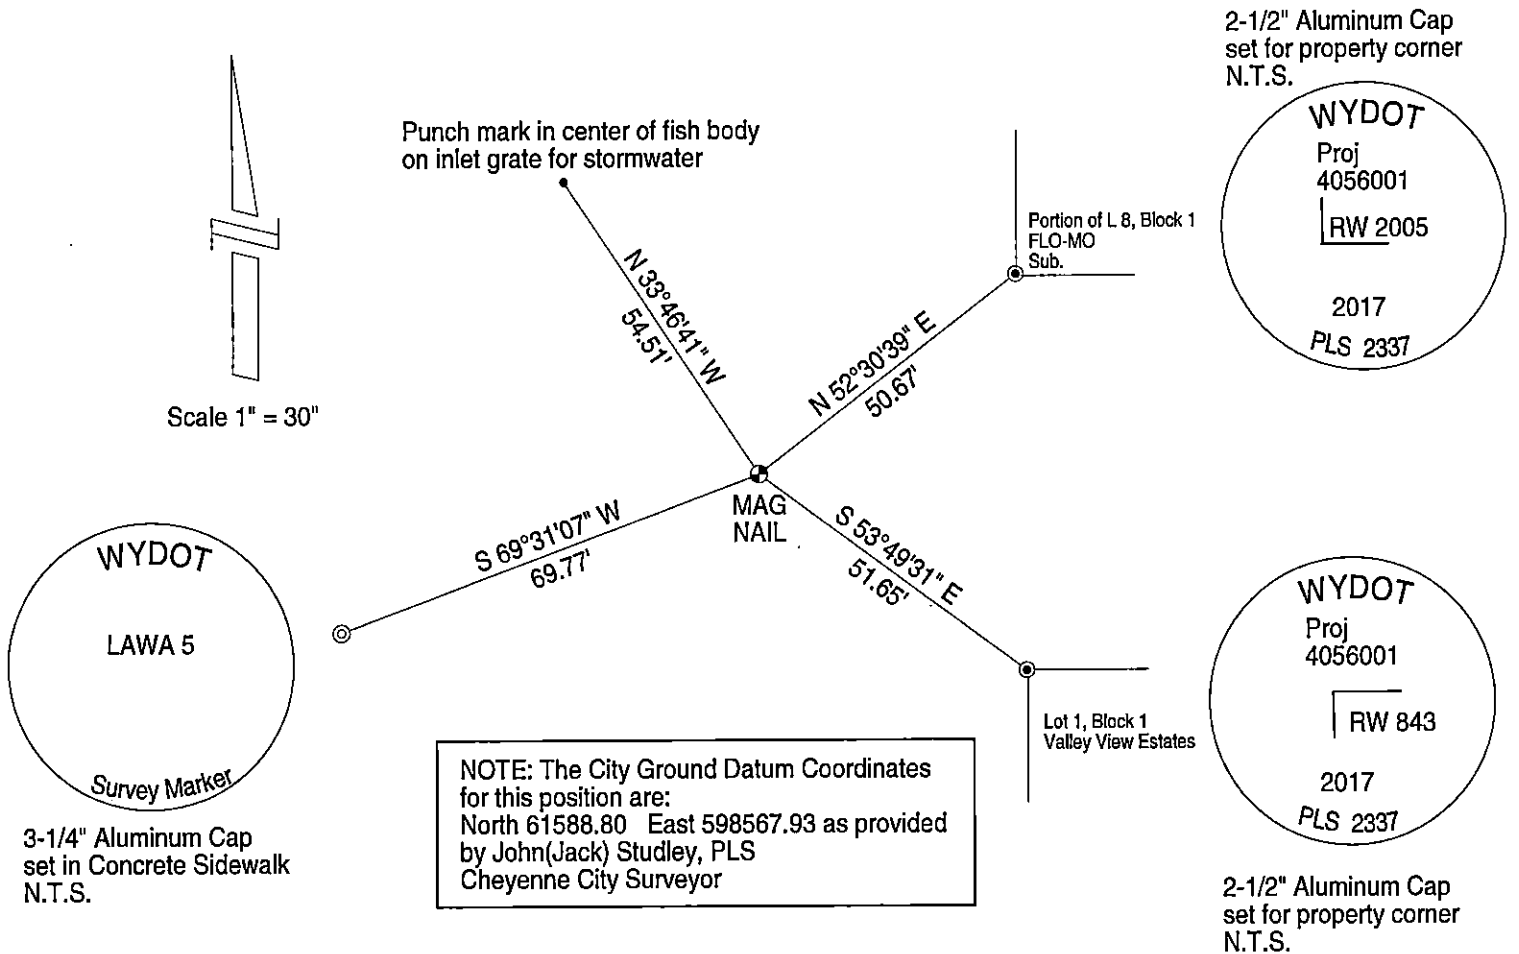 2-1/2" Aluminum Cap
set for property corner
N.T.S.
WYDOT
Proj
4056001
RW 2005
2017
PLS 2337
Punch mark in center of fish body
on inlet grate for stormwater
Portion of L 8, Block 1
FLO-MO
Sub.
N 33°46'41" W
54.51'
N 52°30'39" E
50.67'
Scale 1" = 30"
MAG
NAIL
S 69°31'07" W
69.77'
S 53°49'31" E
51.65'
WYDOT
LAWA 5
Survey Marker
3-1/4" Aluminum Cap
set in Concrete Sidewalk
N.T.S.
Lot 1, Block 1
Valley View Estates
WYDOT
Proj
4056001
RW 843
2017
PLS 2337
2-1/2" Aluminum Cap
set for property corner
N.T.S.
NOTE: The City Ground Datum Coordinates
for this position are:
North 61588.80 East 598567.93 as provided
by John(Jack) Studley, PLS
Cheyenne City Surveyor